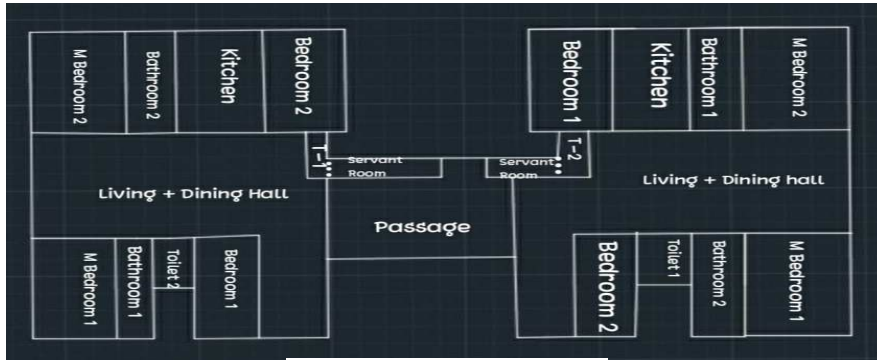 M Bedroom 2
Bathroom 2
Kitchen
Bedroom 2
Bedroom 1
Kitchen
Bathroom 1
M Bedroom 2
T-1
Servant
Room
Servant
Room
T-2
Living + Dining Hall
Living + Dining hall
Passage
M Bedroom 1
Bathroom 1
Toilet 2
Bedroom 1
Bedroom 2
Toilet 1
Bathroom 2
M Bedroom 1